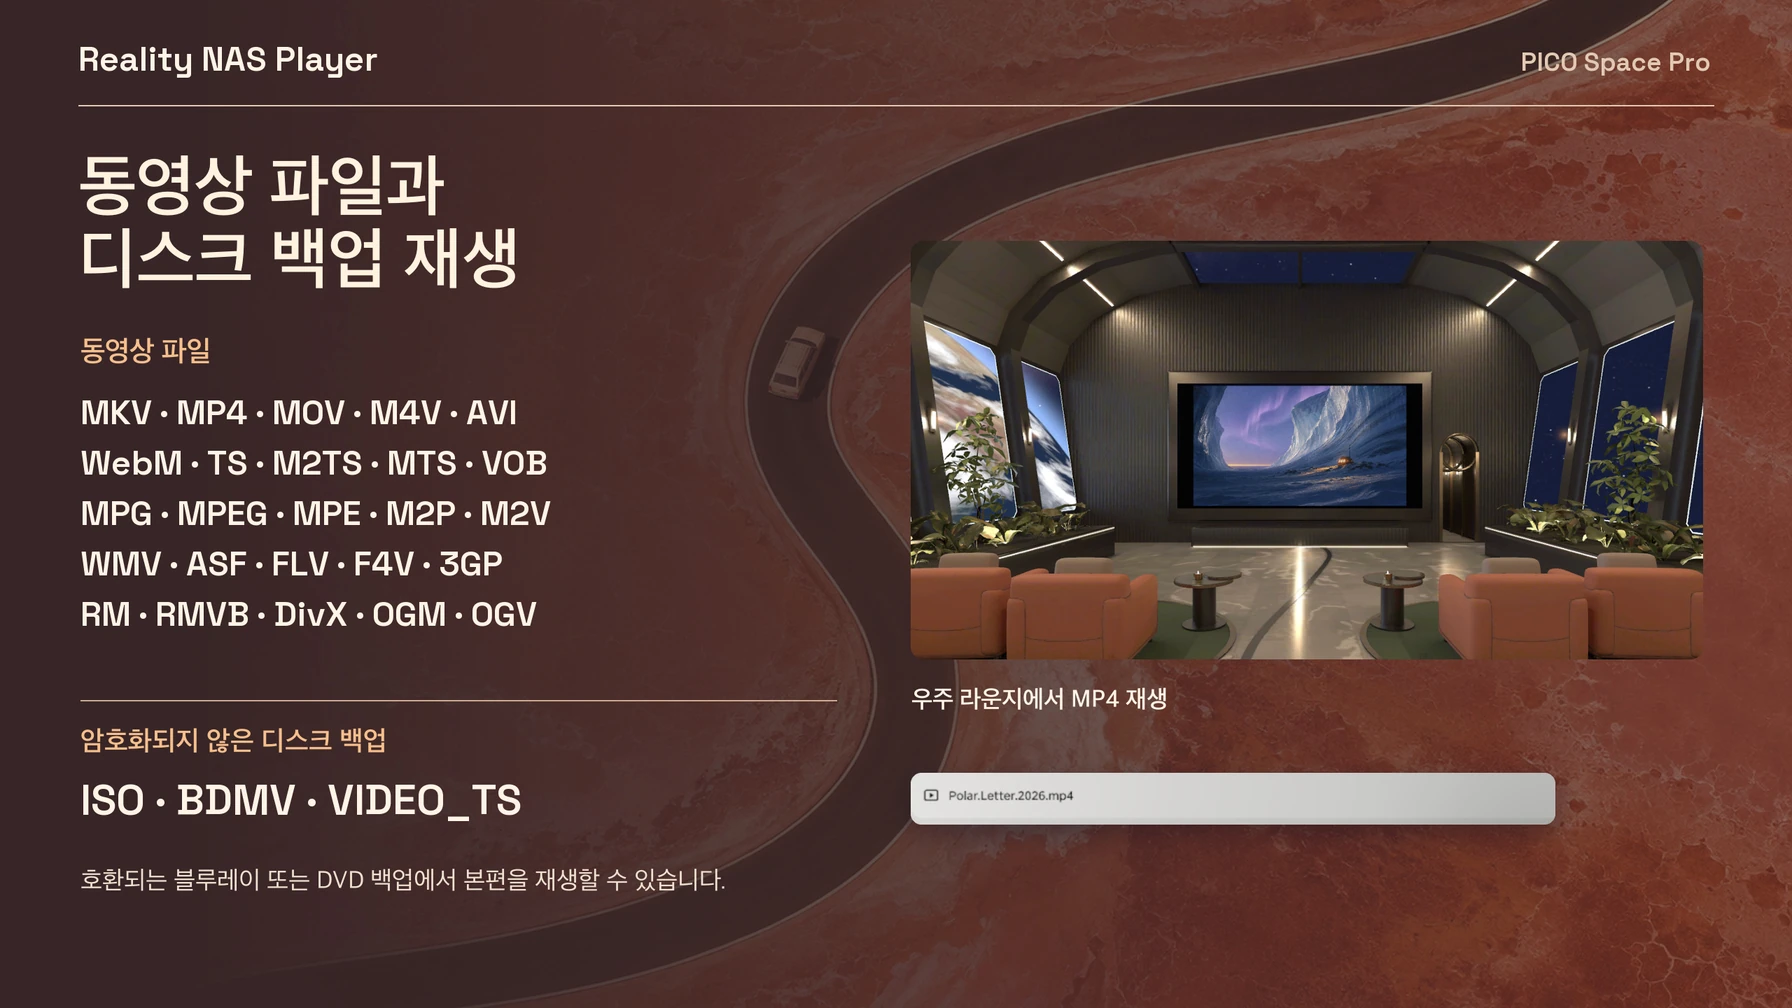 Reality NAS Player
PICO Space Pro
동영상 파일과
디스크 백업 재생
동영상 파일
MKV · MP4 · MOV · M4V · AVI
WebM · TS · M2TS · MTS · VOB
MPG · MPEG · MPE · M2P · M2V
WMV · ASF · FLV · F4V · 3GP
RM · RMVB · DivX · OGM · OGV
암호화되지 않은 디스크 백업
ISO · BDMV · VIDEO_TS
호환되는 블루레이 또는 DVD 백업에서 본편을 재생할 수 있습니다.
우주 라운지에서 MP4 재생
Polar.Letter.2026.mp4